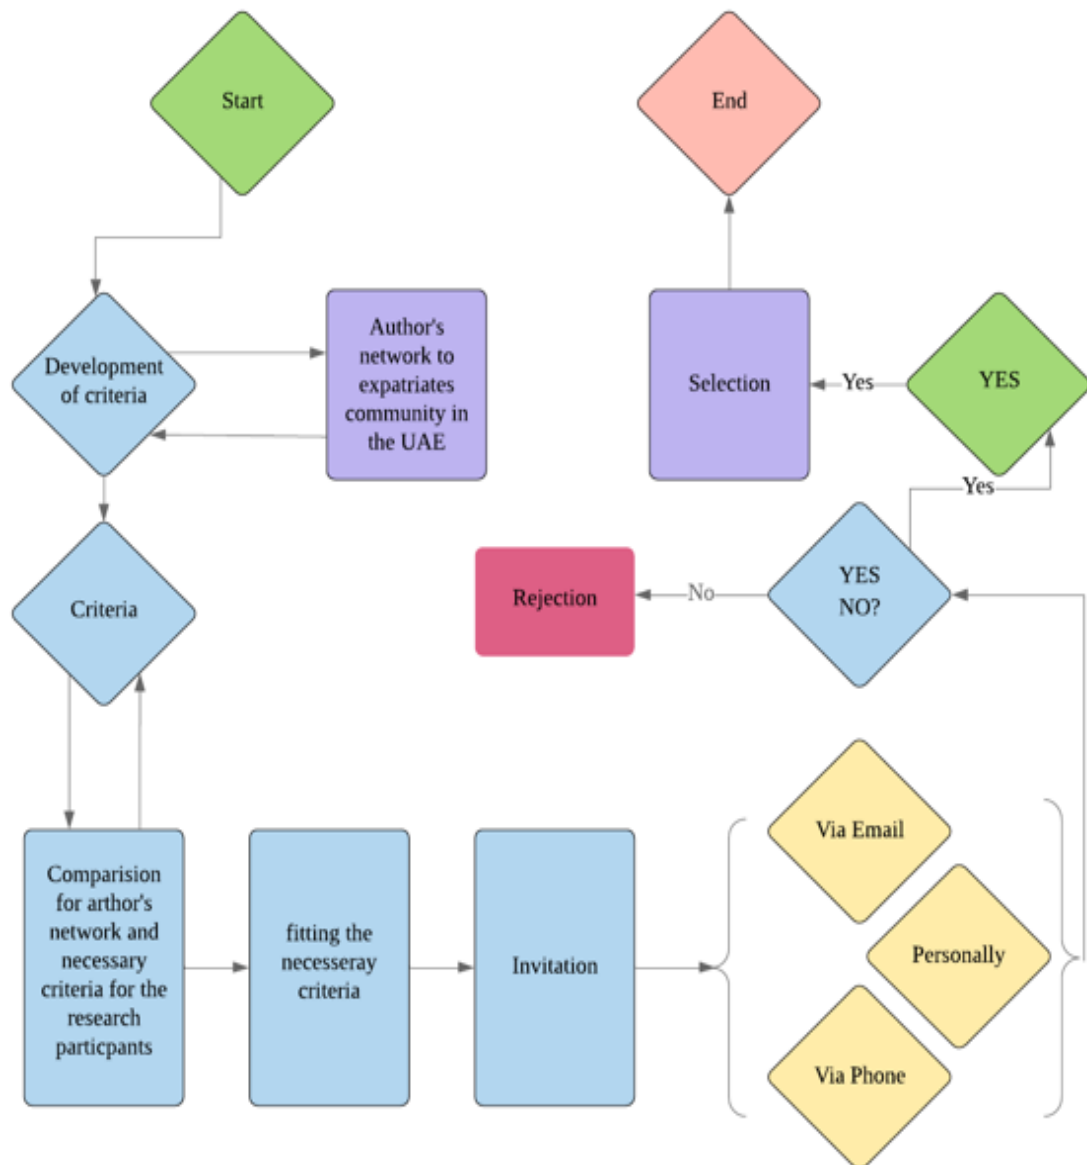 Start
End
Development
of criteria
Author's
network to
expatriates
community in
the UAE
Selection
Yes
YES
Yes
Criteria
Rejection
No
YES
NO?
Comparision
for arthor's
network and
necessary
criteria for the
research
particpants
fitting the
necesseray
criteria
Invitation
Via Email
Personally
Via Phone